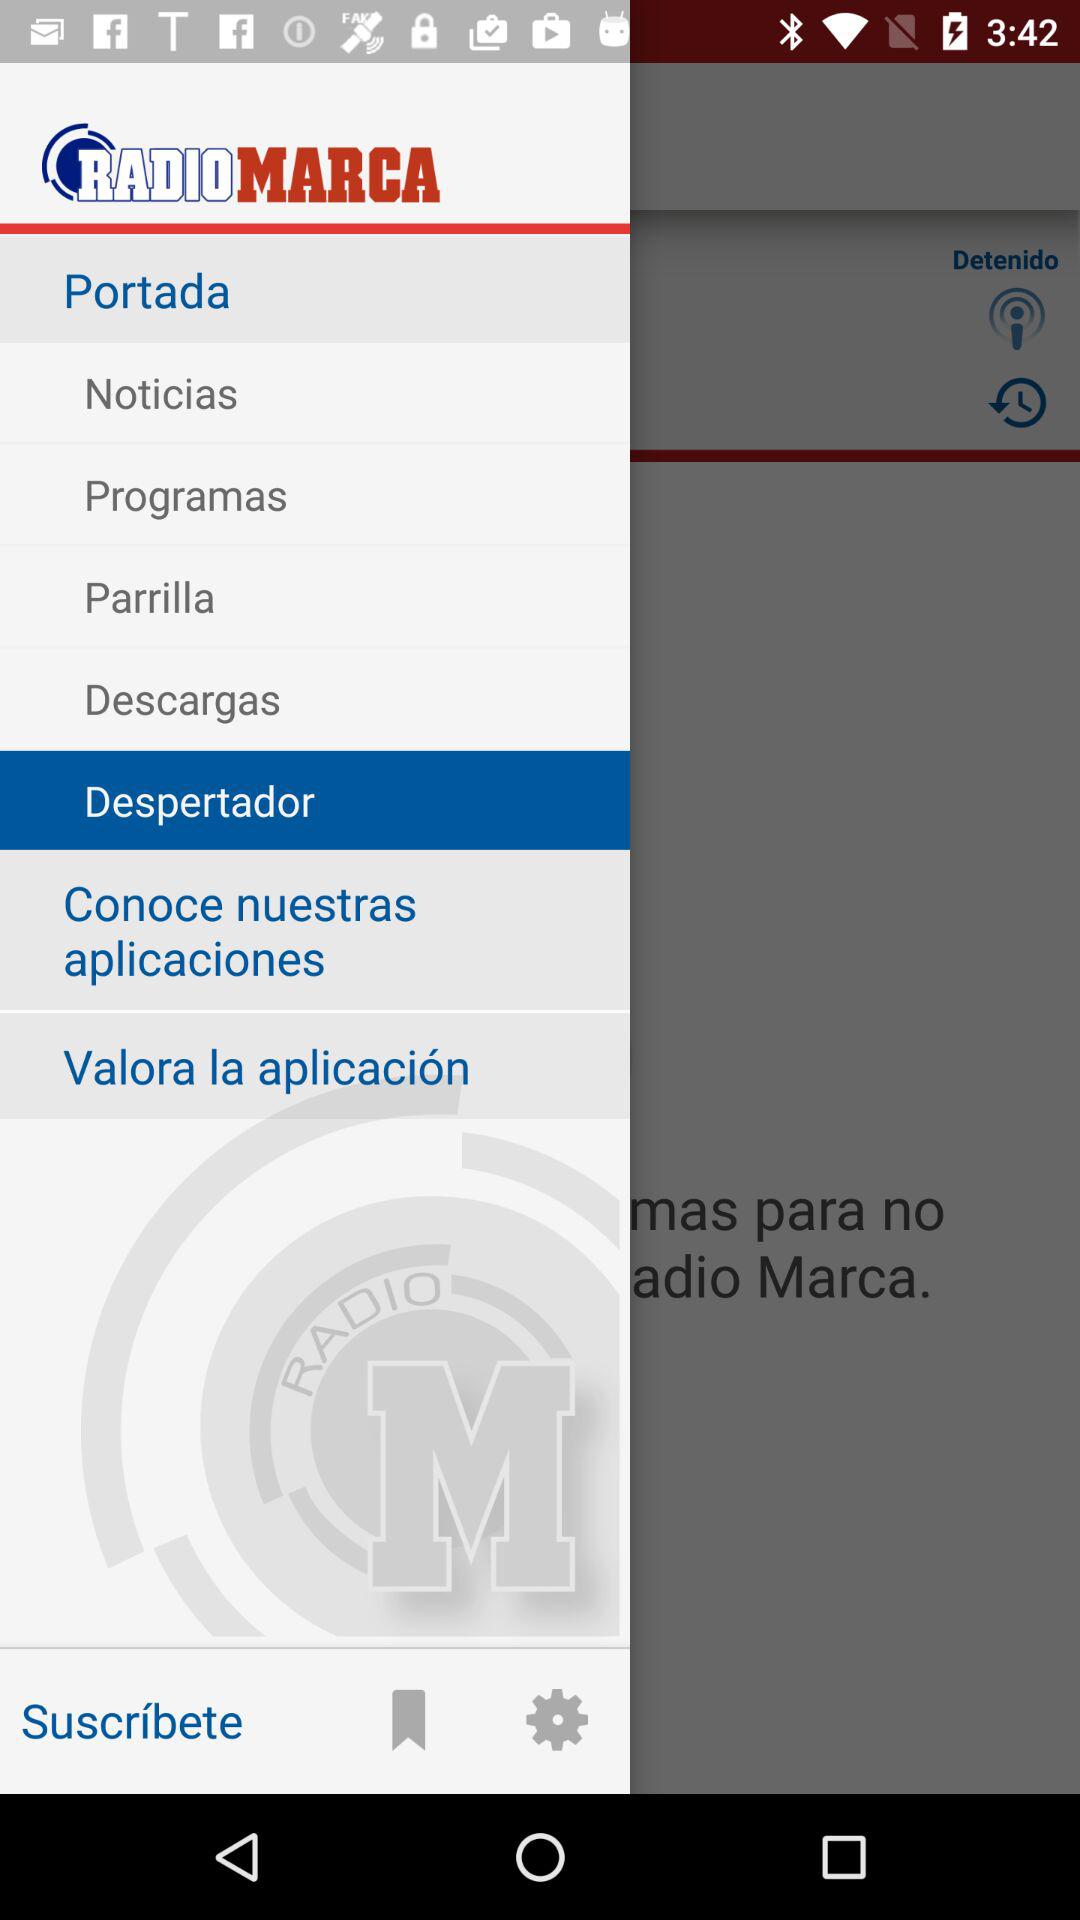 FAKE
3:42
RADIOMARCA
Detenido
Portada
Noticias
Programas
Parrilla
Descargas
Despertador
Conoce nuestras
aplicaciones
Valora la aplicación
mas para no
adio Marca.
RADIO
M
Suscríbete